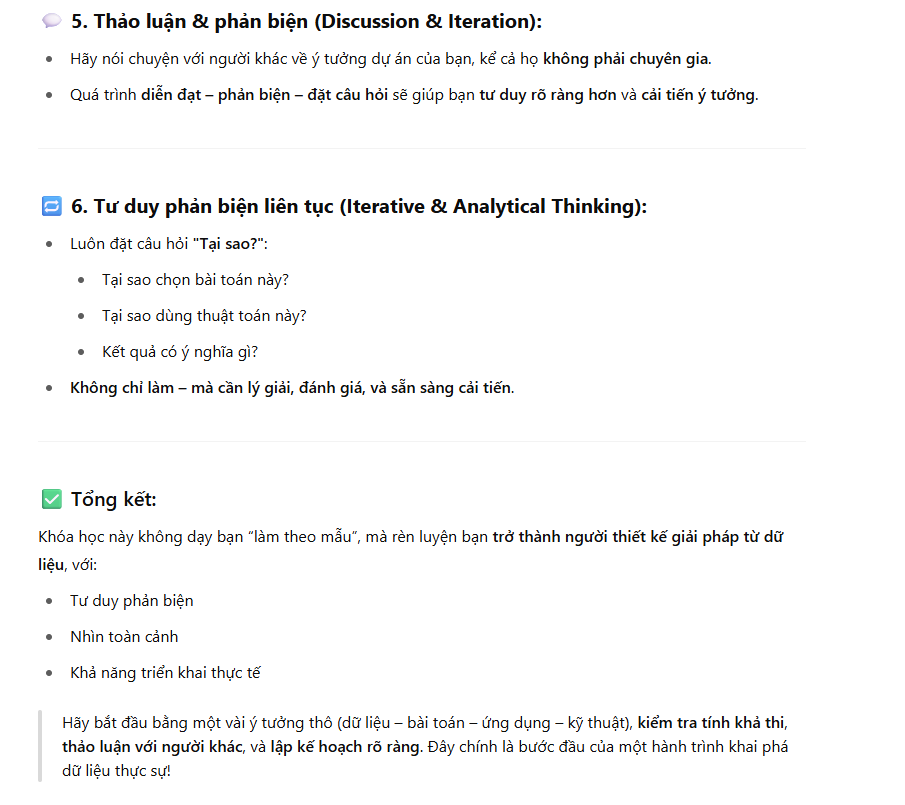 5. Thảo luận & phản biện (Discussion & Iteration):
Hãy nói chuyện với người khác về ý tưởng dự án của bạn, kể cả họ không phải chuyên gia.
Quá trình diễn đạt – phản biện – đặt câu hỏi sẽ giúp bạn tư duy rõ ràng hơn và cải tiến ý tưởng.
6. Tư duy phản biện liên tục (Iterative & Analytical Thinking):
Luôn đặt câu hỏi "Tại sao?":
Tại sao chọn bài toán này?
Tại sao dùng thuật toán này?
Kết quả có ý nghĩa gì?
Không chỉ làm – mà cần lý giải, đánh giá, và sẵn sàng cải tiến.
Tổng kết:
Khóa học này không dạy bạn “làm theo mẫu”, mà rèn luyện bạn trở thành người thiết kế giải pháp từ dữ
liệu, với:
Tư duy phản biện
Nhìn toàn cảnh
Khả năng triển khai thực tế
Hãy bắt đầu bằng một vài ý tưởng thô (dữ liệu – bài toán – ứng dụng – kỹ thuật), kiểm tra tính khả thi,
thảo luận với người khác, và lập kế hoạch rõ ràng. Đây chính là bước đầu của một hành trình khai phá
dữ liệu thực sự!